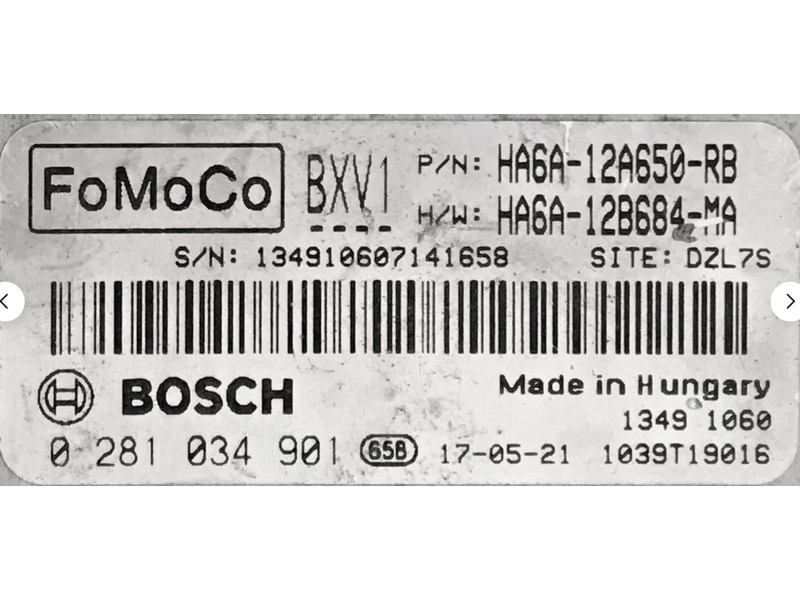 FoMoCo BXV1 P/N: HA6A-12A650-RB
H/W: HA6A-12B684-MA
S/N: 134910607141658 SITE: DZL7S
BOSCH Made in Hungary
1349 1060
0 281 034 901 65B 17-05-21 1039T19016